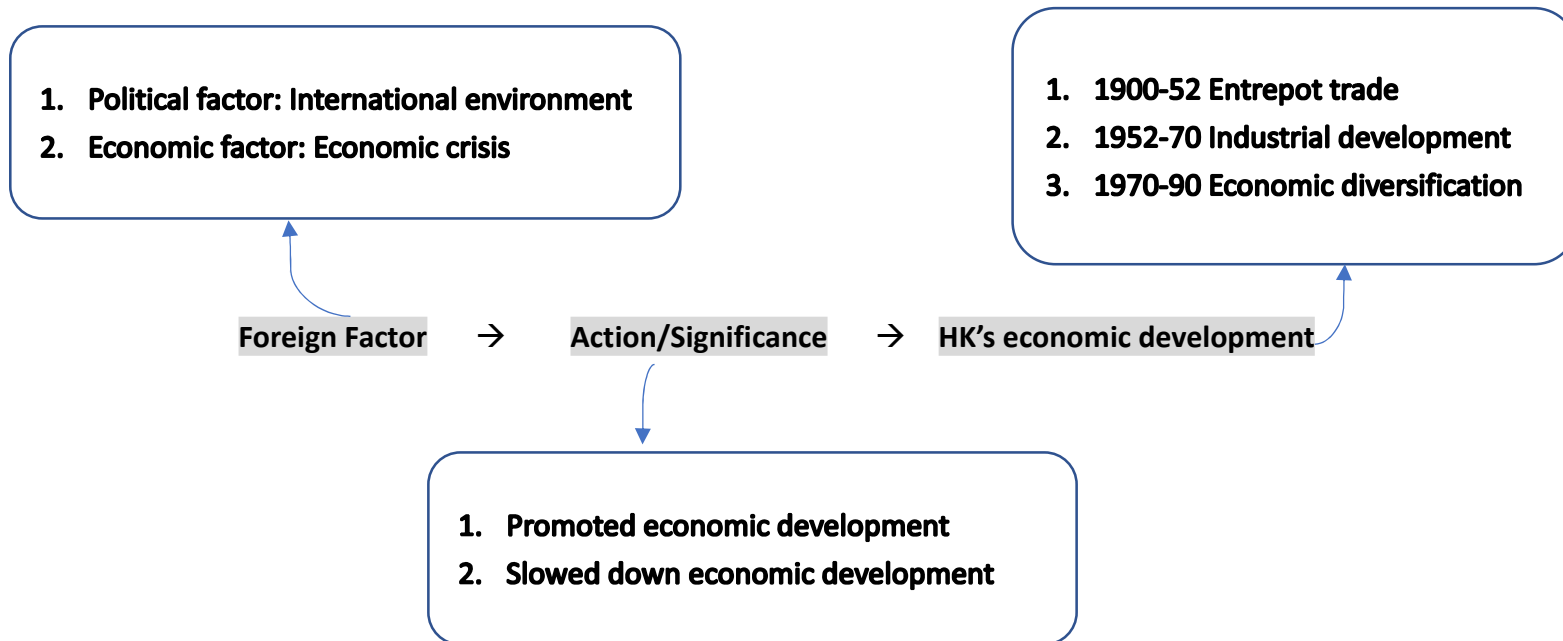 1. Political factor: International environment
2. Economic factor: Economic crisis
1. 1900-52 Entrepot trade
2. 1952-70 Industrial development
3. 1970-90 Economic diversification
Foreign Factor → Action/Significance → HK's economic development
1. Promoted economic development
2. Slowed down economic development